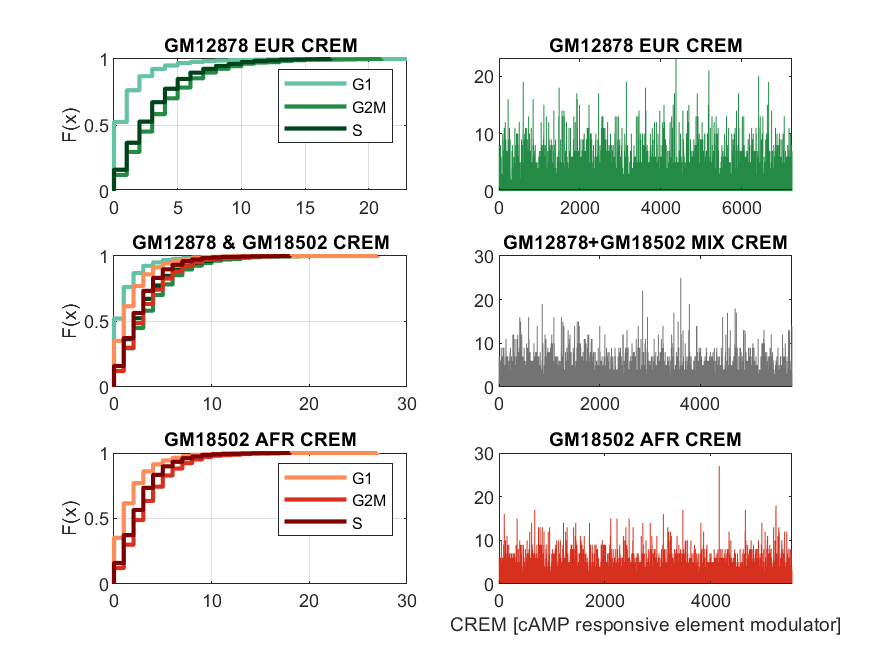 GM12878 EUR CREM
1
0.5
0
F(x)
0 5 10 15 20
G1
G2M
S
GM12878 EUR CREM
20
10
0
0 2000 4000 6000
GM12878 & GM18502 CREM
1
0.5
0
F(x)
0 10 20 30
GM12878+GM18502 MIX CREM
30
20
10
0
0 2000 4000
GM18502 AFR CREM
1
0.5
0
F(x)
0 10 20 30
G1
G2M
S
GM18502 AFR CREM
30
20
10
0
0 2000 4000
CREM [cAMP responsive element modulator]